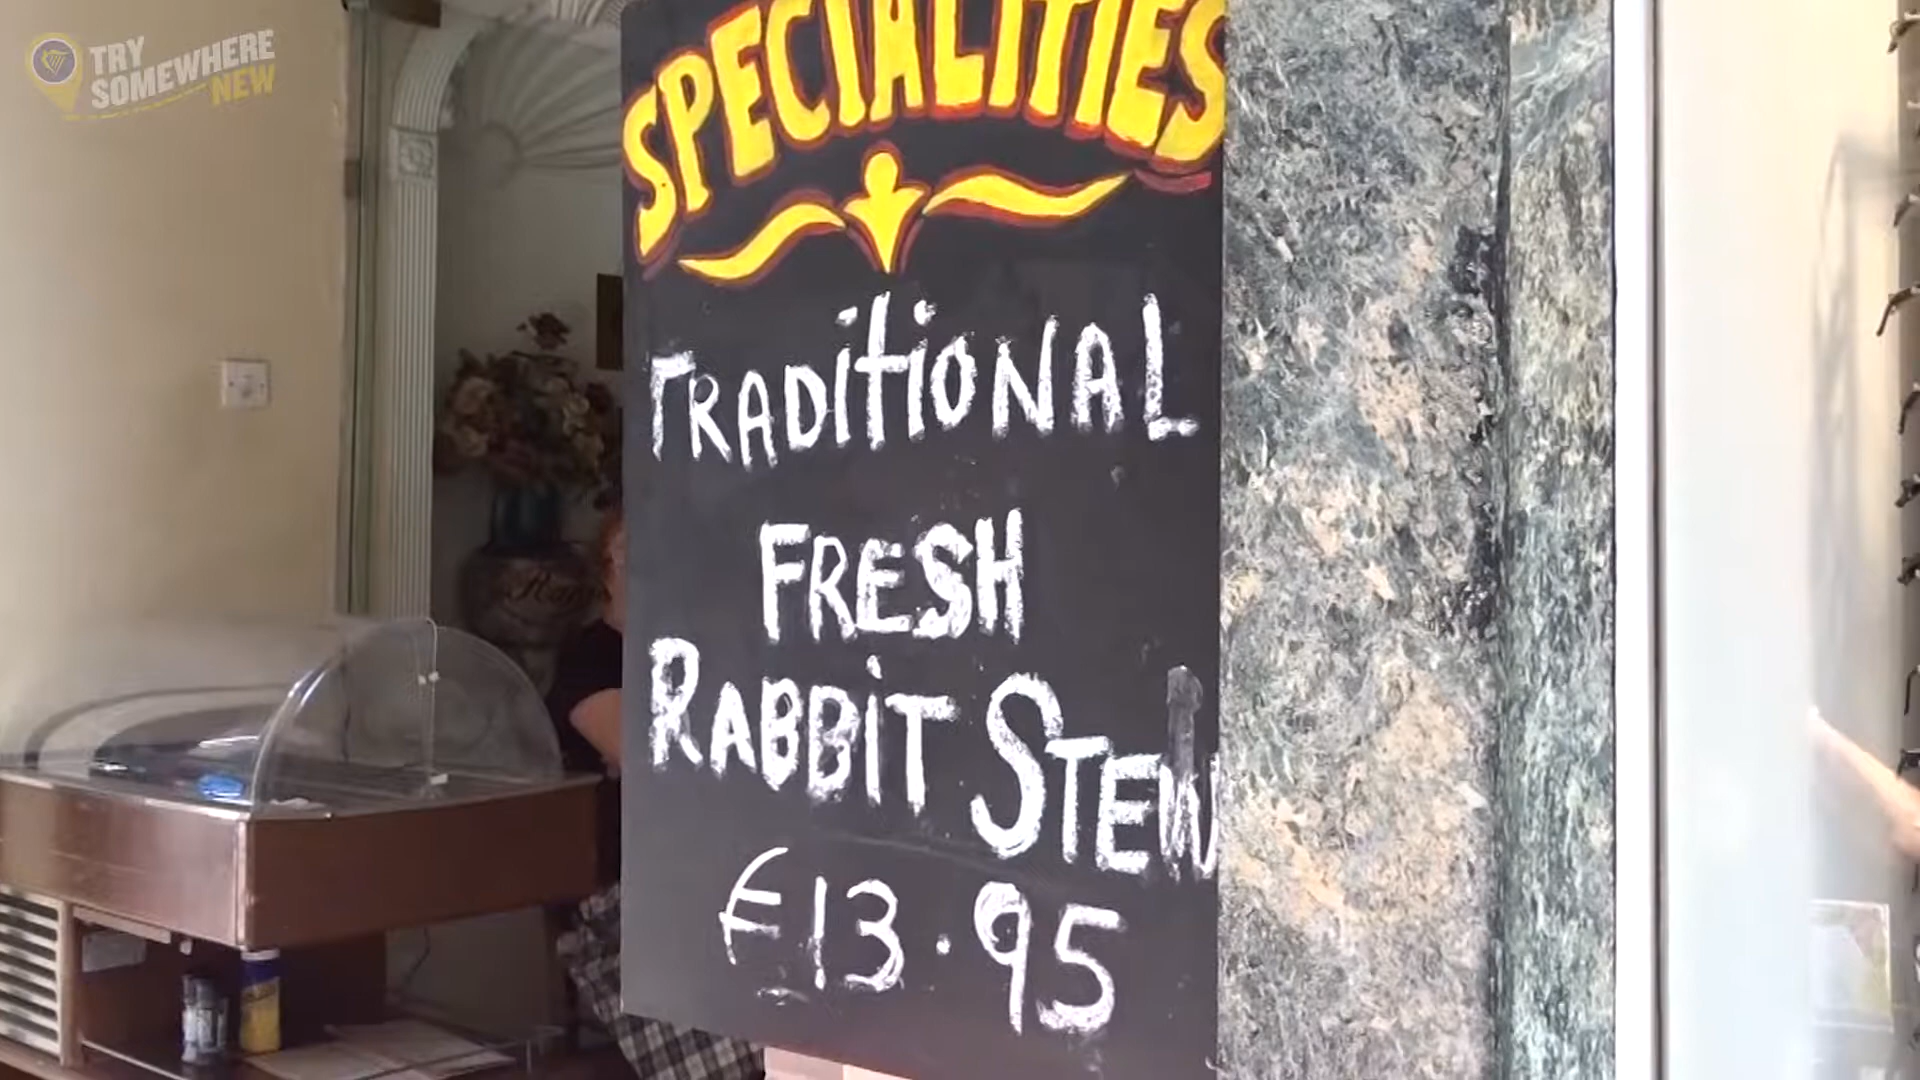 TRY
SOMEWHERE
NEW
SPECIALITIES
TRADitioNAL
FRESH
RABBiT STEW
€13.95